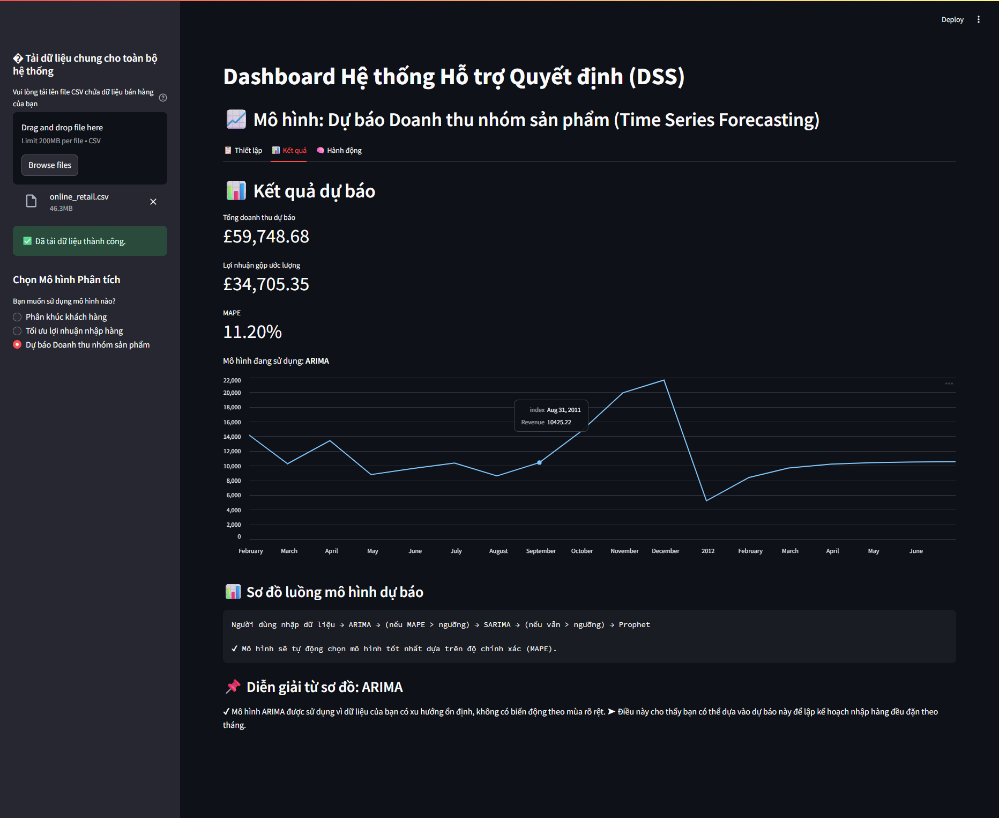 Deploy
� Tải dữ liệu chung cho toàn bộ
hệ thống
Vui lòng tải lên file CSV chứa dữ liệu bán hàng
của bạn
Drag and drop file here
Limit 200MB per file • CSV
Browse files
online_retail.csv
46.3MB
✅ Đã tải dữ liệu thành công.
Chọn Mô hình Phân tích
Bạn muốn sử dụng mô hình nào?
Phân khúc khách hàng
Tối ưu lợi nhuận nhập hàng
Dự báo Doanh thu nhóm sản phẩm
Dashboard Hệ thống Hỗ trợ Quyết định (DSS)
📈 Mô hình: Dự báo Doanh thu nhóm sản phẩm (Time Series Forecasting)
📋 Thiết lập 📊 Kết quả 🧠 Hành động
📊 Kết quả dự báo
Tổng doanh thu dự báo
£59,748.68
Lợi nhuận gộp ước lượng
£34,705.35
MAPE
11.20%
Mô hình đang sử dụng: ARIMA
22,000
20,000
18,000
16,000
14,000
12,000
10,000
8,000
6,000
4,000
2,000
0
index Aug 31, 2011
Revenue 10425.22
February March April May June July August September October November December 2012 February March April May June
📊 Sơ đồ luồng mô hình dự báo
Người dùng nhập dữ liệu → ARIMA → (nếu MAPE > ngưỡng) → SARIMA → (nếu vẫn > ngưỡng) → Prophet
✔ Mô hình sẽ tự động chọn mô hình tốt nhất dựa trên độ chính xác (MAPE).
📌 Diễn giải từ sơ đồ: ARIMA
✔ Mô hình ARIMA được sử dụng vì dữ liệu của bạn có xu hướng ổn định, không có biến động theo mùa rõ rệt. ➤ Điều này cho thấy bạn có thể dựa vào dự báo này để lập kế hoạch nhập hàng đều đặn theo
tháng.